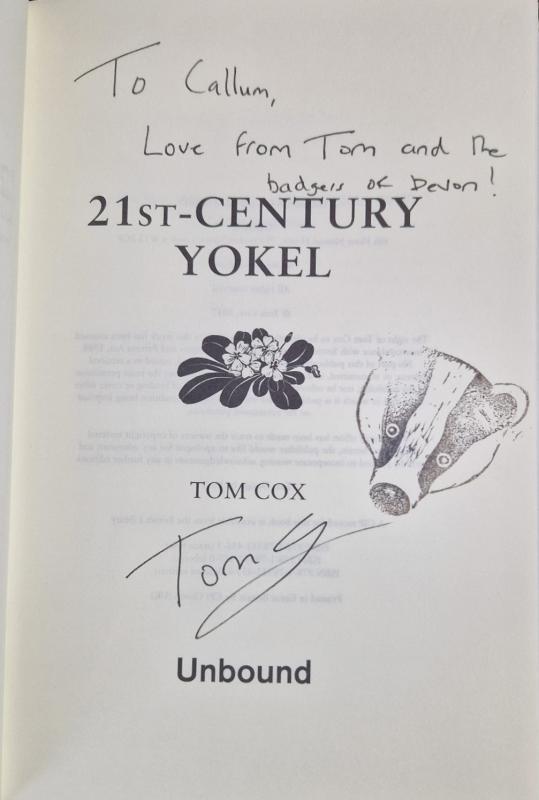 To Callum,
Love from Tom and the
badgers of Devon!
21ST-CENTURY
YOKEL
TOM COX
Tom
Unbound